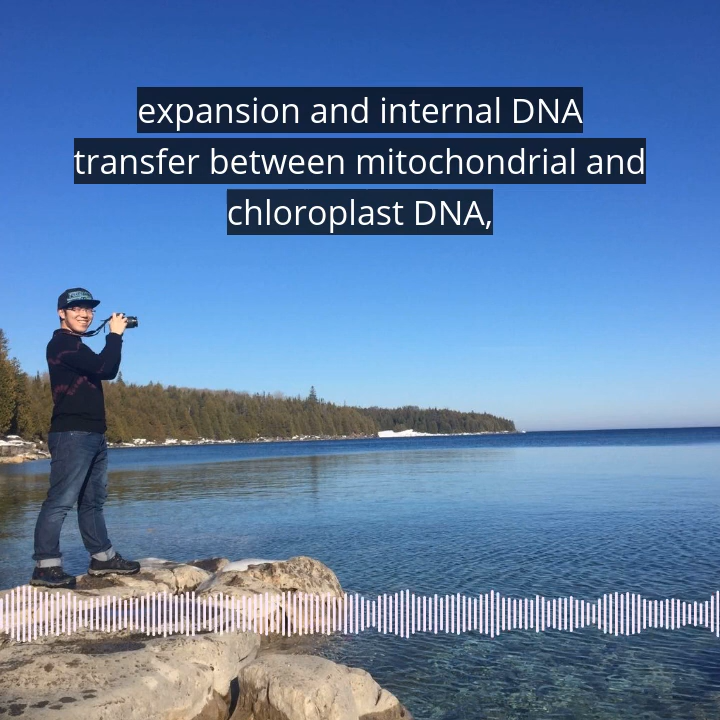 expansion and internal DNA
transfer between mitochondrial and
chloroplast DNA,